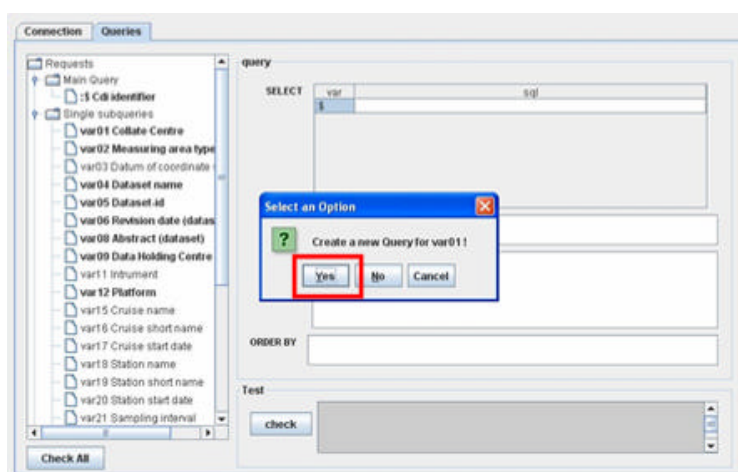 Connection Queries
Requests
Main Query
:$ Cdi identifier
Single subqueries
var01 Collate Centre
var02 Measuring area type
var03 Datum of coordinate
var04 Dataset name
var05 Dataset-id
var06 Revision date (datas
var08 Abstract (dataset)
var09 Data Holding Centre
var11 Intrument
var12 Platform
var15 Cruise name
var16 Cruise short name
var17 Cruise start date
var18 Station name
var19 Station short name
var20 Station start date
var21 Sampling interval
Check All
query
SELECT
var sql
$
Select an Option
?
Create a new Query for var01 !
Yes No Cancel
ORDER BY
Test
check